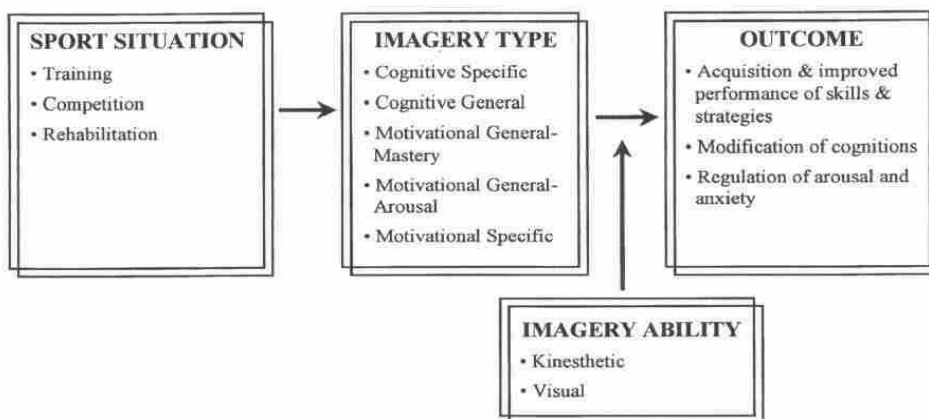 SPORT SITUATION
• Training
• Competition
• Rehabilitation
IMAGERY TYPE
• Cognitive Specific
• Cognitive General
• Motivational General-
Mastery
• Motivational General-
Arousal
• Motivational Specific
OUTCOME
• Acquisition & improved
performance of skills &
strategies
• Modification of cognitions
• Regulation of arousal and
anxiety
IMAGERY ABILITY
• Kinesthetic
• Visual